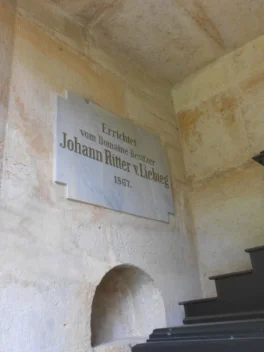 Errichtet
vom Domaine-Besitzer
Johann Ritter v. Liebieg
1867.